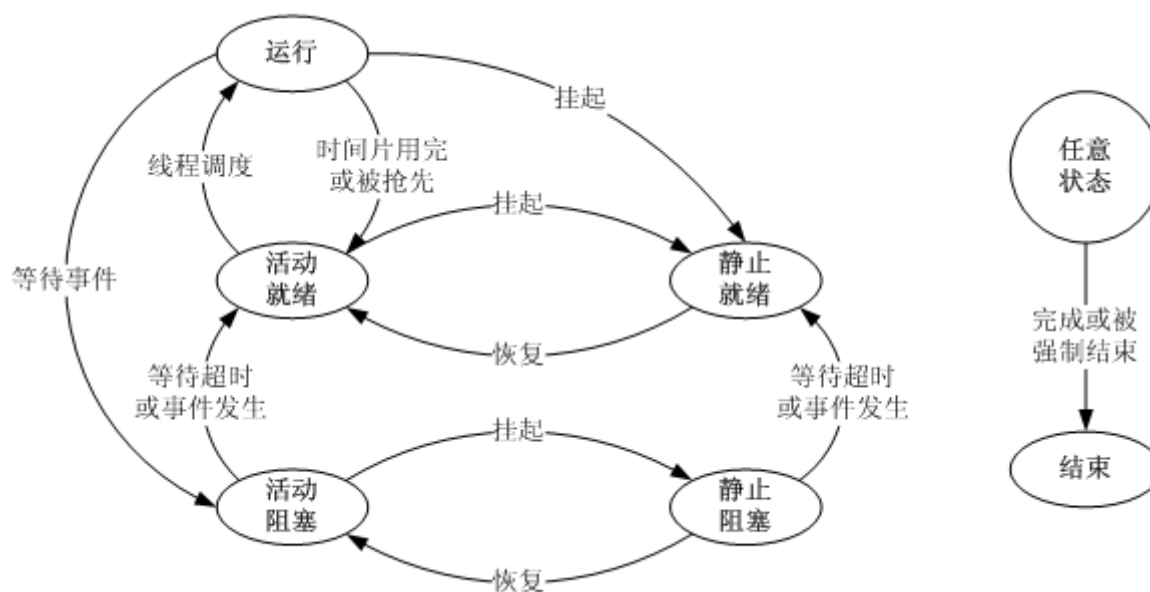 运行
挂起
线程调度
时间片用完
或被抢先
任意
状态
挂起
等待事件
活动
就绪
静止
就绪
完成或被
强制结束
恢复
等待超时
或事件发生
等待超时
或事件发生
挂起
结束
活动
阻塞
静止
阻塞
恢复